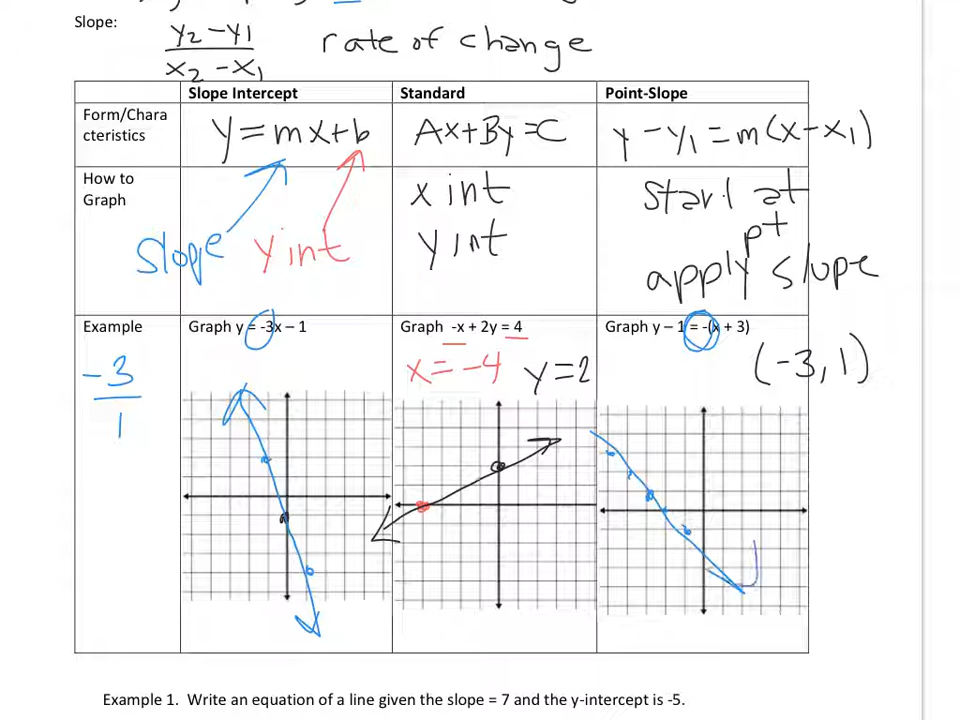 Slope:
y2 - y1
x2 - x1
rate of change
Slope Intercept
Standard
Point-Slope
Form/Chara
cteristics
y = mx + b
Ax + By = C
y - y1 = m(x - x1)
How to
Graph
Slope
y int
x int
y int
start at
pt
apply slope
Example
-3
1
Graph y = -3x – 1
Graph -x + 2y = 4
x = -4
y = 2
Graph y – 1 = -(x + 3)
(-3, 1)
Example 1. Write an equation of a line given the slope = 7 and the y-intercept is -5.